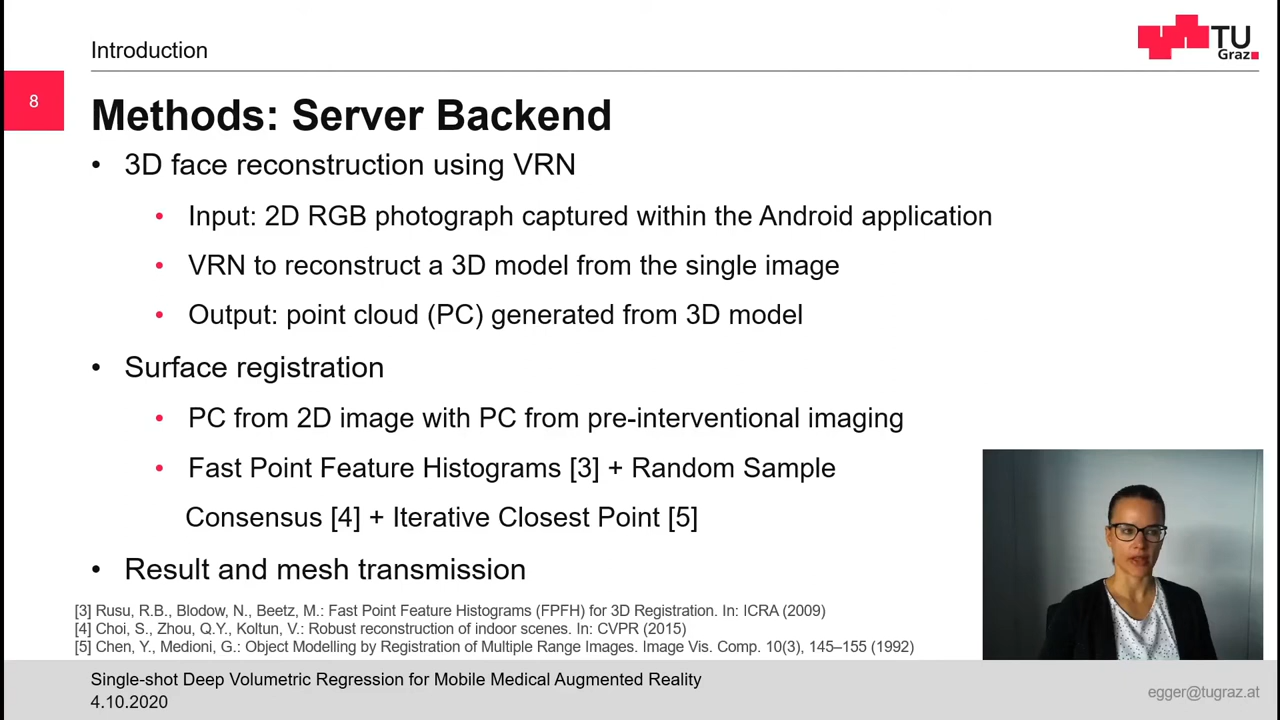 Introduction
TU
Graz
8
Methods: Server Backend
• 3D face reconstruction using VRN
• Input: 2D RGB photograph captured within the Android application
• VRN to reconstruct a 3D model from the single image
• Output: point cloud (PC) generated from 3D model
• Surface registration
• PC from 2D image with PC from pre-interventional imaging
• Fast Point Feature Histograms [3] + Random Sample
Consensus [4] + Iterative Closest Point [5]
• Result and mesh transmission
[3] Rusu, R.B., Blodow, N., Beetz, M.: Fast Point Feature Histograms (FPFH) for 3D Registration. In: ICRA (2009)
[4] Choi, S., Zhou, Q.Y., Koltun, V.: Robust reconstruction of indoor scenes. In: CVPR (2015)
[5] Chen, Y., Medioni, G.: Object Modelling by Registration of Multiple Range Images. Image Vis. Comp. 10(3), 145–155 (1992)
Single-shot Deep Volumetric Regression for Mobile Medical Augmented Reality
4.10.2020
egger@tugraz.at